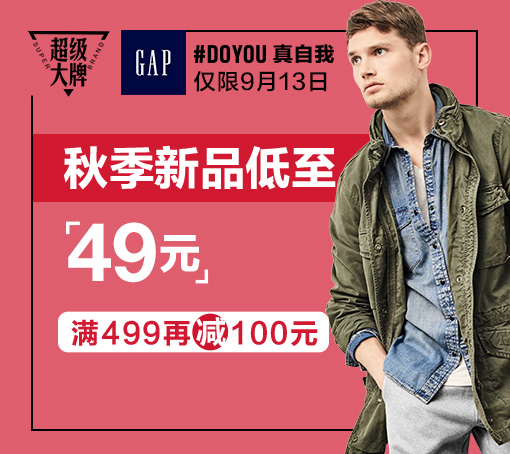 超级
大牌
SUPER BRAND
GAP
#DOYOU 真自我
仅限9月13日
秋季新品低至
「49元」
满499再减100元